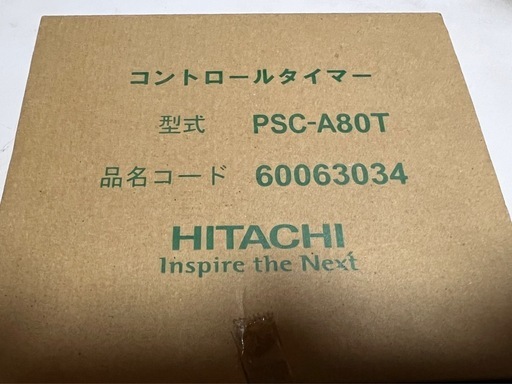 コントロールタイマー
型式 PSC-A80T
品名コード 60063034
HITACHI
Inspire the Next